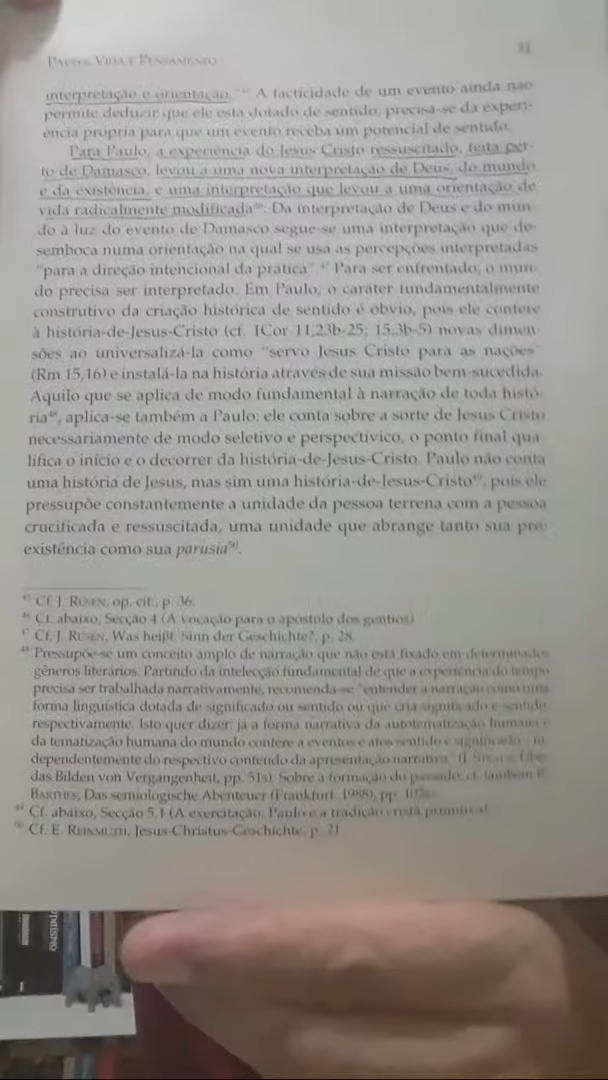 PAULO: VIDA E PENSAMENTO
31
interpretação e orientação."⁴⁵ A facticidade de um evento ainda não
permite deduzir que ele está dotado de sentido; precisa-se da experi-
ência própria para que um evento receba um potencial de sentido.
Para Paulo, a experiência do Jesus Cristo ressuscitado, feita per-
to de Damasco, levou a uma nova interpretação de Deus, do mundo
e da existência, e uma interpretação que levou a uma orientação de
vida radicalmente modificada⁴⁶. Da interpretação de Deus e do mun-
do à luz do evento de Damasco segue-se uma interpretação que de-
semboca numa orientação na qual se usa as percepções interpretadas
"para a direção intencional da prática".⁴⁷ Para ser enfrentado, o mun-
do precisa ser interpretado. Em Paulo, o caráter fundamentalmente
construtivo da criação histórica de sentido é óbvio, pois ele confere
à história-de-Jesus-Cristo (cf. 1Cor 11,23b-25; 15,3b-5) novas dimen-
sões ao universalizá-la como "servo Jesus Cristo para as nações"
(Rm 15,16) e instalá-la na história através de sua missão bem-sucedida.
Aquilo que se aplica de modo fundamental à narração de toda histó-
ria⁴⁸, aplica-se também a Paulo: ele conta sobre a sorte de Jesus Cristo
necessariamente de modo seletivo e perspectívico, o ponto final qua-
lifica o início e o decorrer da história-de-Jesus-Cristo. Paulo não conta
uma história de Jesus, mas sim uma história-de-Jesus-Cristo⁴⁹, pois ele
pressupõe constantemente a unidade da pessoa terrena com a pessoa
crucificada e ressuscitada, uma unidade que abrange tanto sua pre-
existência como sua parusia⁵⁰.
⁴⁵ Cf. J. RÜSEN, op. cit., p. 36.
⁴⁶ Cf. abaixo, Secção 4 (A vocação para o apóstolo dos gentios)
⁴⁷ Cf. J. RÜSEN, Was heißt: Sinn der Geschichte?, p. 28.
⁴⁸ Pressupõe-se um conceito amplo de narração que não está fixado em determinados
gêneros literários. Partindo da intelecção fundamental de que a experiência do tempo
precisa ser trabalhada narrativamente, recomenda-se "entender a narração como uma
forma linguística dotada de significado ou sentido ou que cria significado e sentido
respectivamente. Isto quer dizer: já a forma narrativa da autotematização humana e
da tematização humana do mundo confere a eventos e atos sentido e significado – in-
dependentemente do respectivo conteúdo da apresentação narrativa" (J. Über
das Bilden von Vergangenheit, pp. 51s). Sobre a formação do passado, cf. também R.
BARTHES, Das semiologische Abenteuer (Frankfurt, 1988), pp.
⁴⁹ Cf. abaixo, Secção 5.1 (A exercitação: Paulo e a tradição cristã primitiva)
⁵⁰ Cf. E. REINMUTH, Jesus-Christus-Geschichte, p. 21